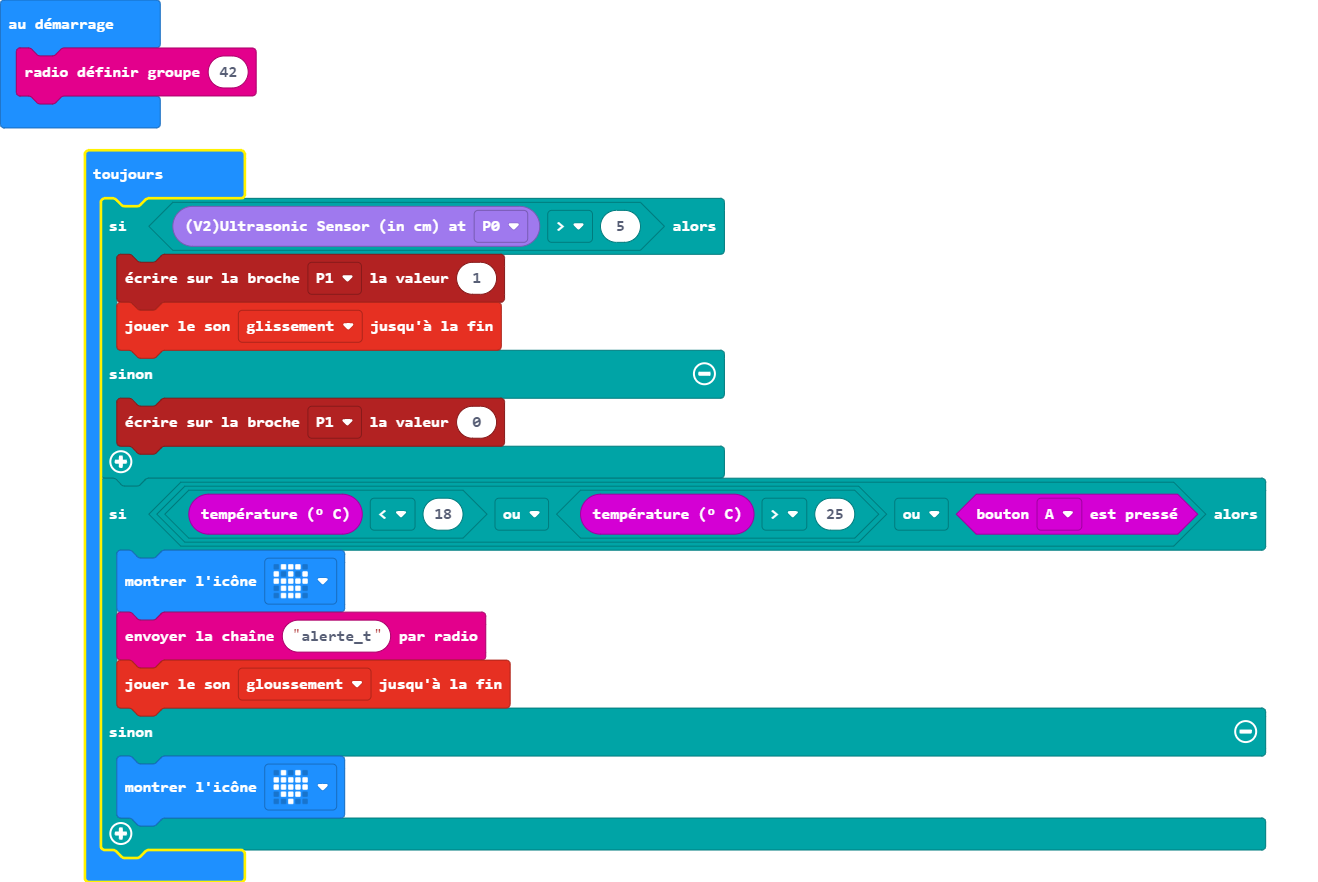 au démarrage
radio définir groupe 42
toujours
si (V2)Ultrasonic Sensor (in cm) at P0 > 5 alors
écrire sur la broche P1 la valeur 1
jouer le son glissement jusqu'à la fin
sinon
écrire sur la broche P1 la valeur 0
si température (º C) < 18 ou température (º C) > 25 ou bouton A est pressé alors
montrer l'icône
envoyer la chaîne "alerte_t" par radio
jouer le son gloussement jusqu'à la fin
sinon
montrer l'icône